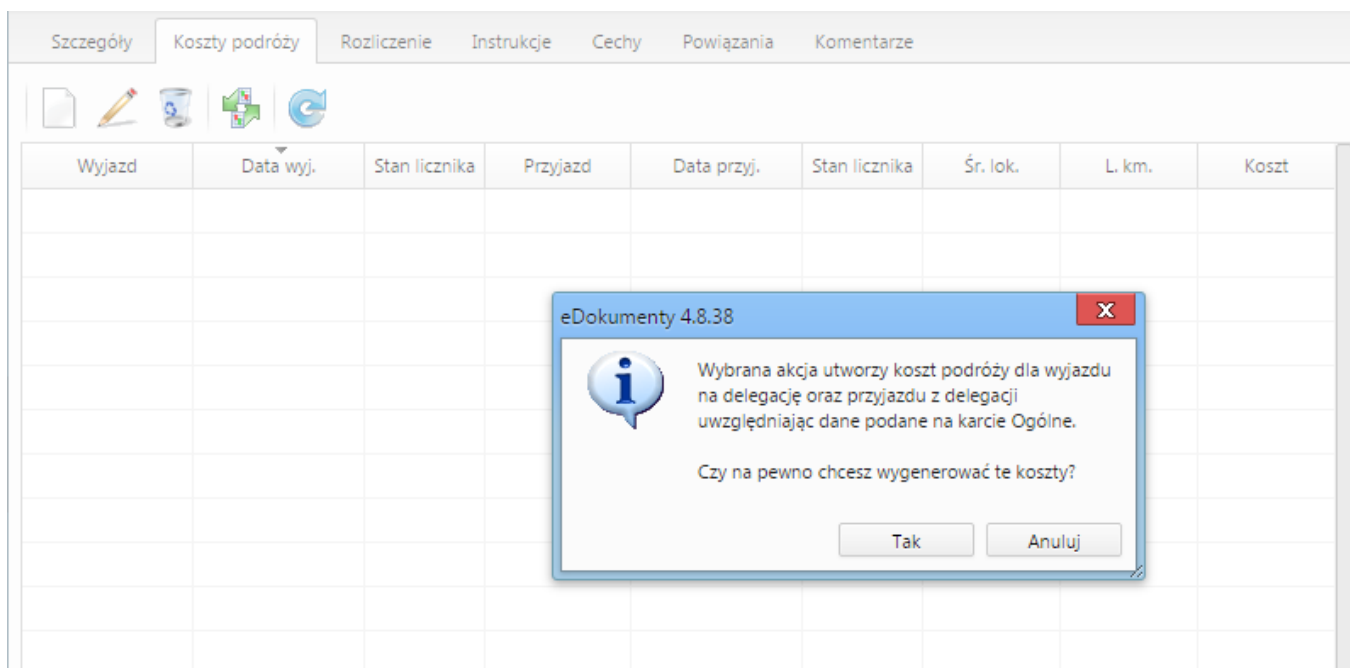 Szczegóły Koszty podróży Rozliczenie Instrukcje Cechy Powiązania Komentarze
Wyjazd Data wyj. Stan licznika Przyjazd Data przyj. Stan licznika Śr. lok. L. km. Koszt
eDokumenty 4.8.38
Wybrana akcja utworzy koszt podróży dla wyjazdu
na delegację oraz przyjazdu z delegacji
uwzględniając dane podane na karcie Ogólne.
Czy na pewno chcesz wygenerować te koszty?
Tak Anuluj